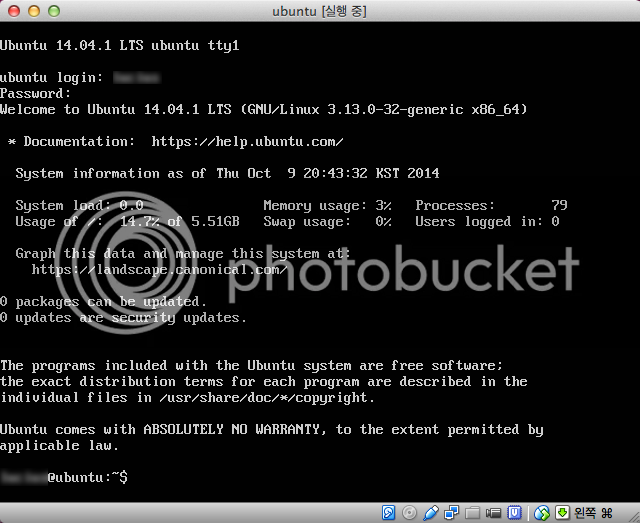 ubuntu [실행 중]
Ubuntu 14.04.1 LTS ubuntu tty1
ubuntu login:
Password:
Welcome to Ubuntu 14.04.1 LTS (GNU/Linux 3.13.0-32-generic x86_64)
* Documentation:  https://help.ubuntu.com/
System information as of Thu Oct  9 20:43:32 KST 2014
System load: 0.0 Memory usage: 3% Processes: 79
Usage of /: 14.7% of 5.51GB Swap usage: 0% Users logged in: 0
Graph this data and manage this system at:
https://landscape.canonical.com/
photobucket
0 packages can be updated.
0 updates are security updates.
The programs included with the Ubuntu system are free software;
the exact distribution terms for each program are described in the
individual files in /usr/share/doc/*/copyright.
Ubuntu comes with ABSOLUTELY NO WARRANTY, to the extent permitted by
applicable law.
@ubuntu:~$
왼쪽 ⌘